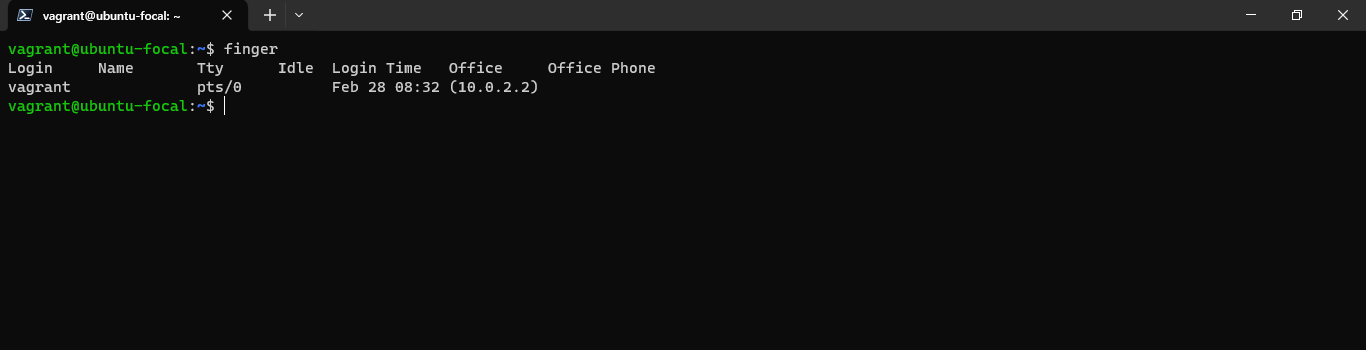 vagrant@ubuntu-focal: ~
vagrant@ubuntu-focal:~$ finger
Login     Name       Tty      Idle  Login Time   Office     Office Phone
vagrant              pts/0          Feb 28 08:32 (10.0.2.2)
vagrant@ubuntu-focal:~$